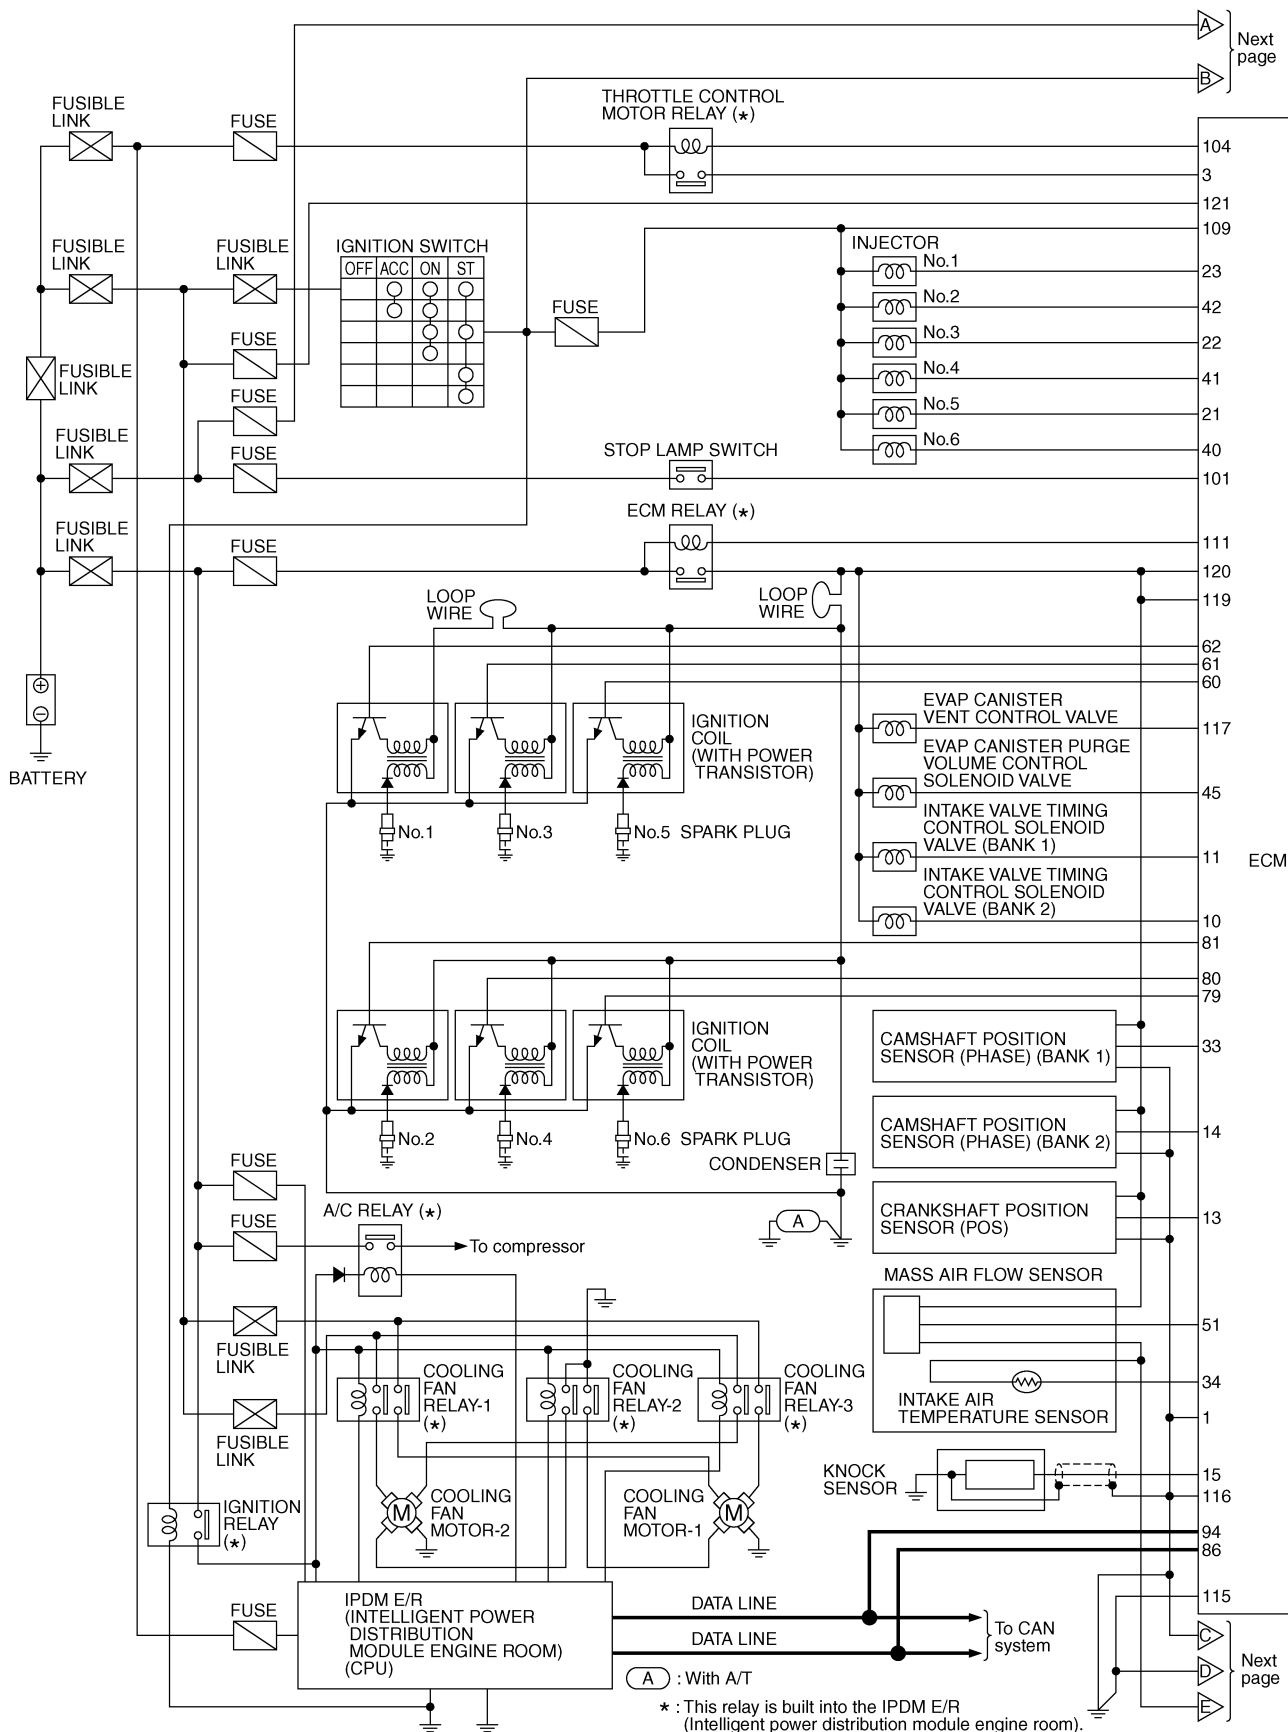 A
Next
page
B
THROTTLE CONTROL
MOTOR RELAY (*)
FUSIBLE
LINK
FUSE
104
3
121
109
FUSIBLE
LINK
FUSIBLE
LINK
IGNITION SWITCH
OFF ACC ON ST
INJECTOR
No.1
23
No.2
42
FUSE
No.3
22
FUSE
FUSIBLE
LINK
No.4
41
FUSE
No.5
21
No.6
40
FUSIBLE
LINK
FUSE
STOP LAMP SWITCH
101
ECM RELAY (*)
111
FUSIBLE
LINK
FUSE
120
119
LOOP
WIRE
LOOP
WIRE
62
61
60
+
−
BATTERY
IGNITION
COIL
(WITH POWER
TRANSISTOR)
EVAP CANISTER
VENT CONTROL VALVE
117
EVAP CANISTER PURGE
VOLUME CONTROL
SOLENOID VALVE
45
No.1
No.3
No.5 SPARK PLUG
INTAKE VALVE TIMING
CONTROL SOLENOID
VALVE (BANK 1)
11
ECM
INTAKE VALVE TIMING
CONTROL SOLENOID
VALVE (BANK 2)
10
81
80
79
IGNITION
COIL
(WITH POWER
TRANSISTOR)
CAMSHAFT POSITION
SENSOR (PHASE) (BANK 1)
33
No.2
No.4
No.6 SPARK PLUG
CAMSHAFT POSITION
SENSOR (PHASE) (BANK 2)
14
CONDENSER
FUSE
A/C RELAY (*)
A
CRANKSHAFT POSITION
SENSOR (POS)
13
FUSE
To compressor
MASS AIR FLOW SENSOR
51
FUSIBLE
LINK
34
COOLING
FAN
RELAY-1
(*)
COOLING
FAN
RELAY-2
(*)
COOLING
FAN
RELAY-3
(*)
INTAKE AIR
TEMPERATURE SENSOR
1
FUSIBLE
LINK
KNOCK
SENSOR
15
116
IGNITION
RELAY
(*)
M
COOLING
FAN
MOTOR-2
COOLING
FAN
MOTOR-1
M
94
86
FUSE
IPDM E/R
(INTELLIGENT POWER
DISTRIBUTION
MODULE ENGINE ROOM)
(CPU)
DATA LINE
DATA LINE
To CAN
system
115
C
D
E
Next
page
A : With A/T
* : This relay is built into the IPDM E/R
(Intelligent power distribution module engine room).